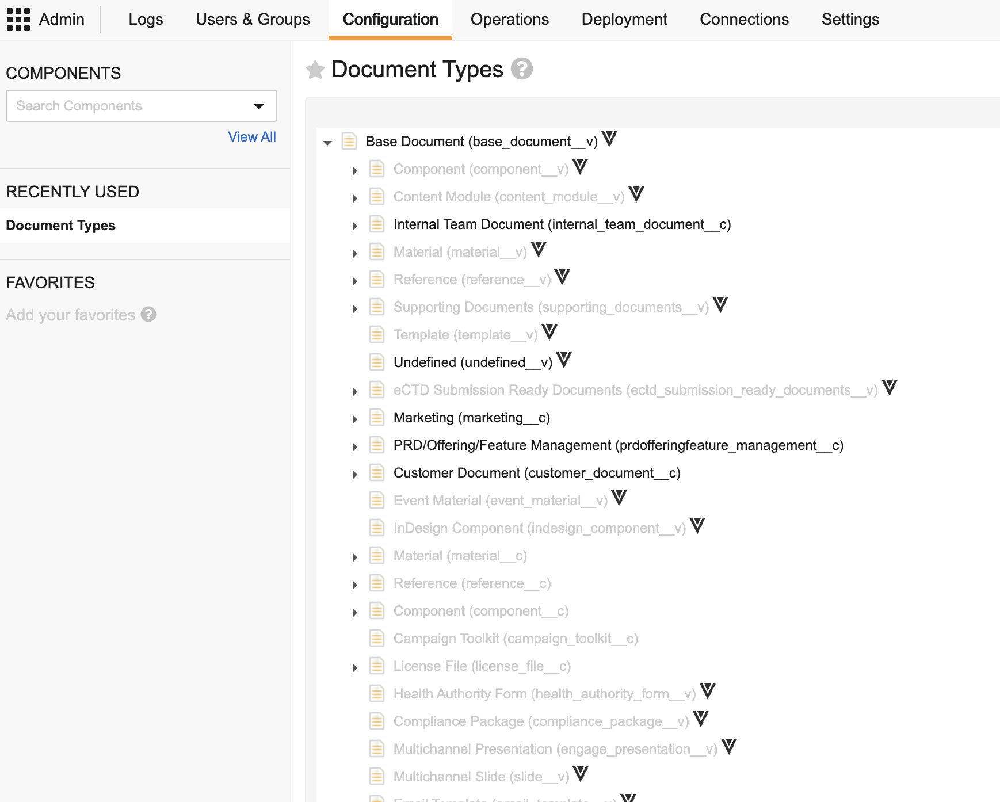 Admin
Logs
Users & Groups
Configuration
Operations
Deployment
Connections
Settings
COMPONENTS
Search Components
View All
RECENTLY USED
Document Types
FAVORITES
Add your favorites ?
Document Types ?
Base Document (base_document__v)
Component (component__v)
Content Module (content_module__v)
Internal Team Document (internal_team_document__c)
Material (material__v)
Reference (reference__v)
Supporting Documents (supporting_documents__v)
Template (template__v)
Undefined (undefined__v)
eCTD Submission Ready Documents (ectd_submission_ready_documents__v)
Marketing (marketing__c)
PRD/Offering/Feature Management (prdofferingfeature_management__c)
Customer Document (customer_document__c)
Event Material (event_material__v)
InDesign Component (indesign_component__v)
Material (material__c)
Reference (reference__c)
Component (component__c)
Campaign Toolkit (campaign_toolkit__c)
License File (license_file__c)
Health Authority Form (health_authority_form__v)
Compliance Package (compliance_package__v)
Multichannel Presentation (engage_presentation__v)
Multichannel Slide (slide__v)
Email Template (email_template__v)